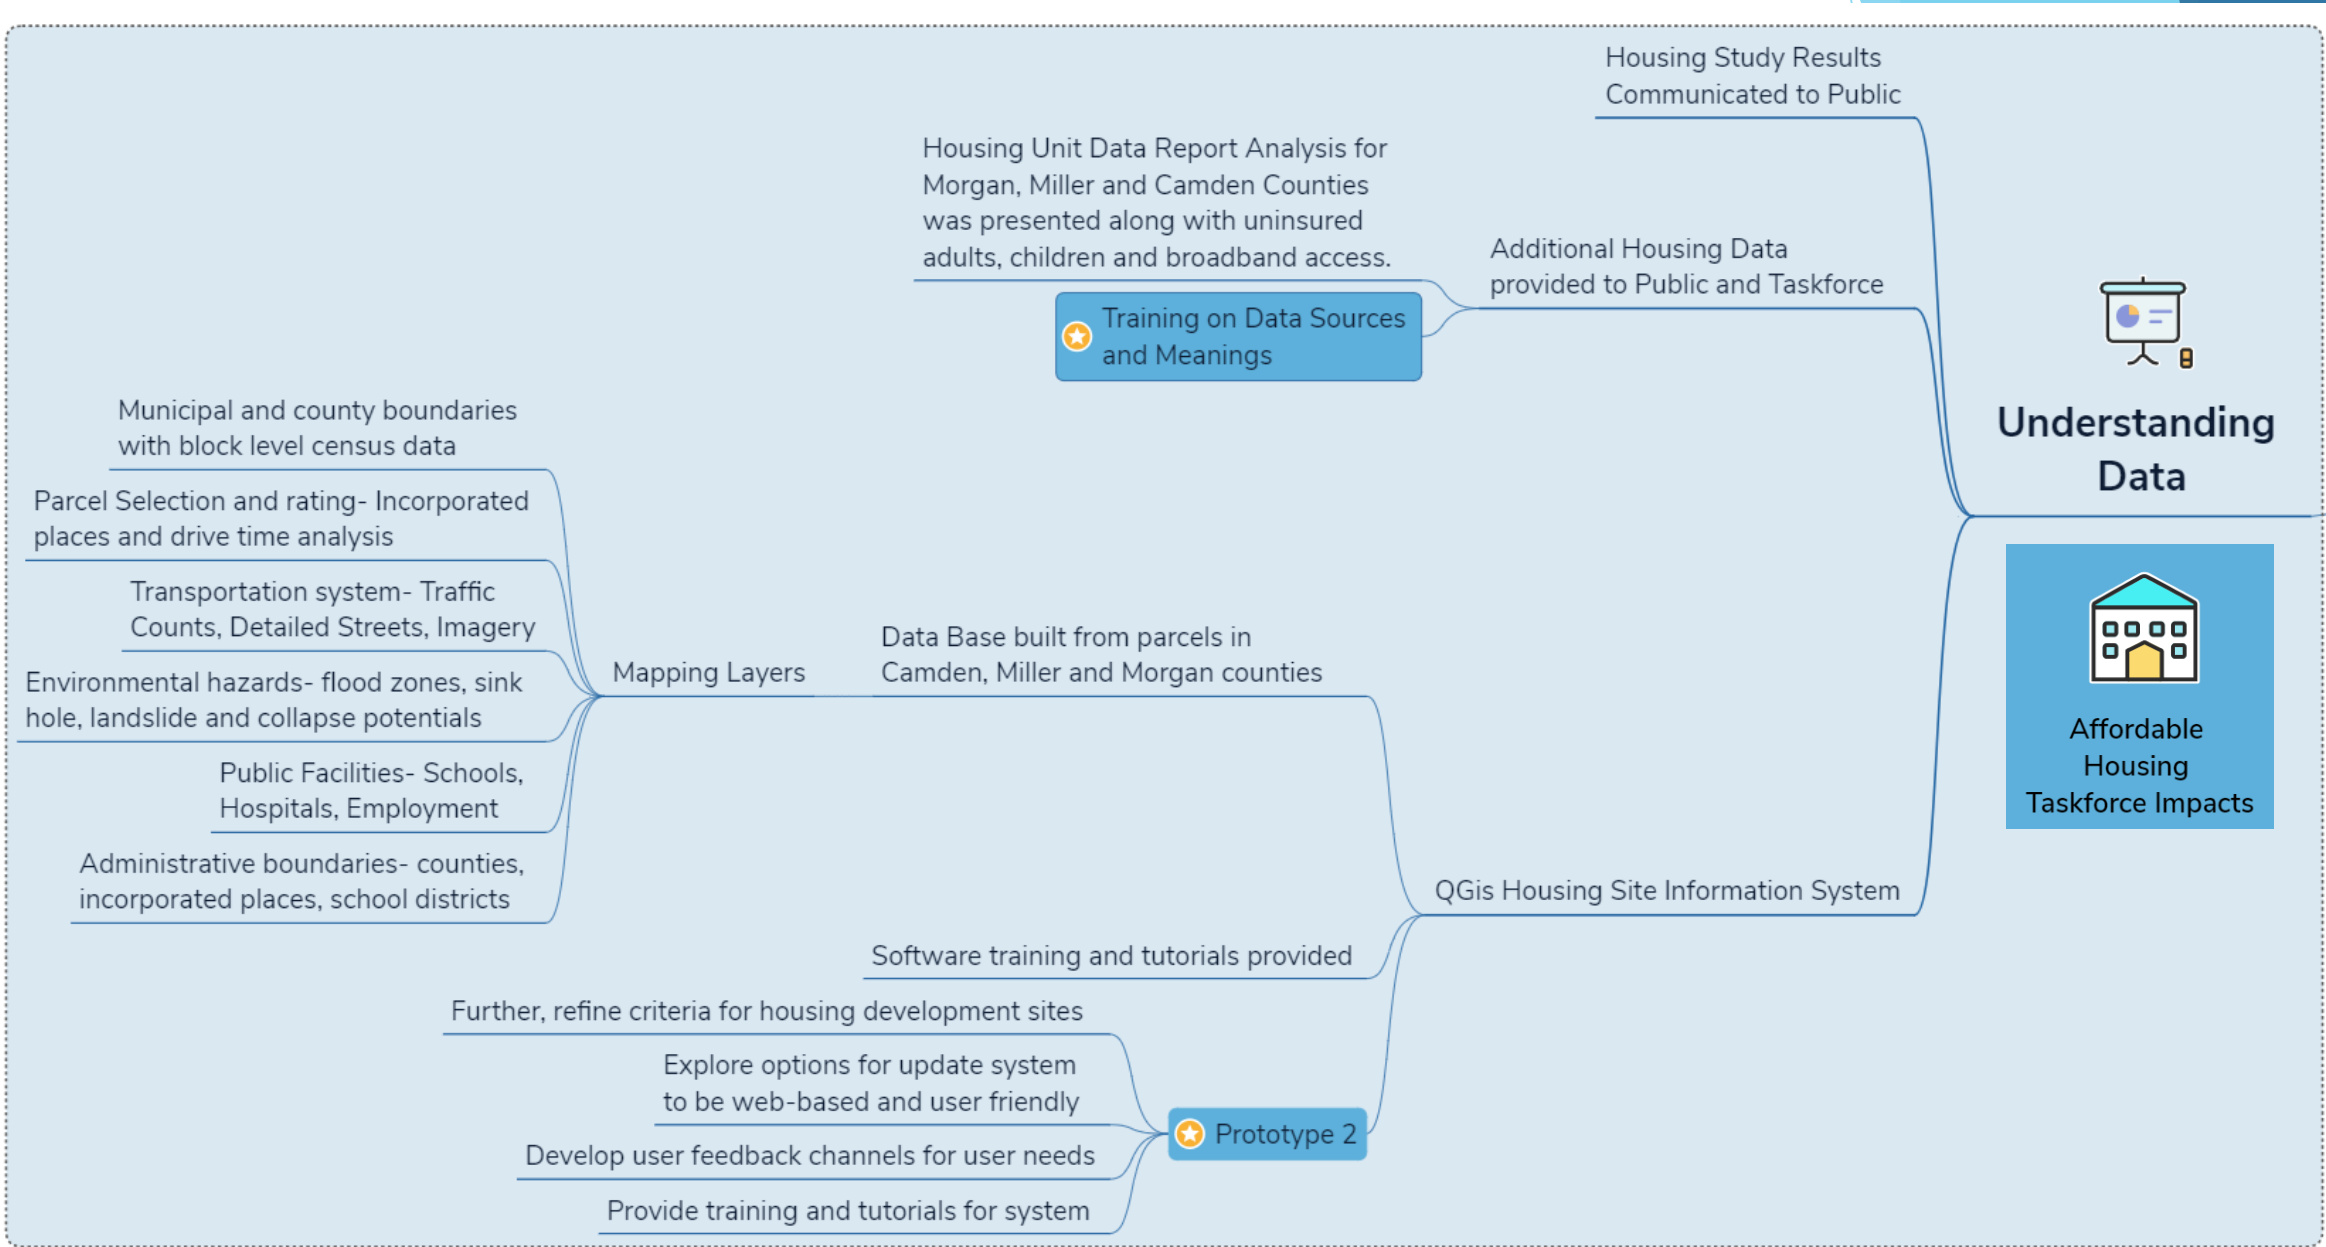 Housing Study Results
Communicated to Public
Housing Unit Data Report Analysis for
Morgan, Miller and Camden Counties
was presented along with uninsured
adults, children and broadband access.
Additional Housing Data
provided to Public and Taskforce
Training on Data Sources
and Meanings
Understanding
Data
Municipal and county boundaries
with block level census data
Parcel Selection and rating- Incorporated
places and drive time analysis
Transportation system- Traffic
Counts, Detailed Streets, Imagery
Environmental hazards- flood zones, sink
hole, landslide and collapse potentials
Public Facilities- Schools,
Hospitals, Employment
Administrative boundaries- counties,
incorporated places, school districts
Mapping Layers
Data Base built from parcels in
Camden, Miller and Morgan counties
Affordable
Housing
Taskforce Impacts
QGis Housing Site Information System
Software training and tutorials provided
Further, refine criteria for housing development sites
Explore options for update system
to be web-based and user friendly
Develop user feedback channels for user needs
Provide training and tutorials for system
Prototype 2